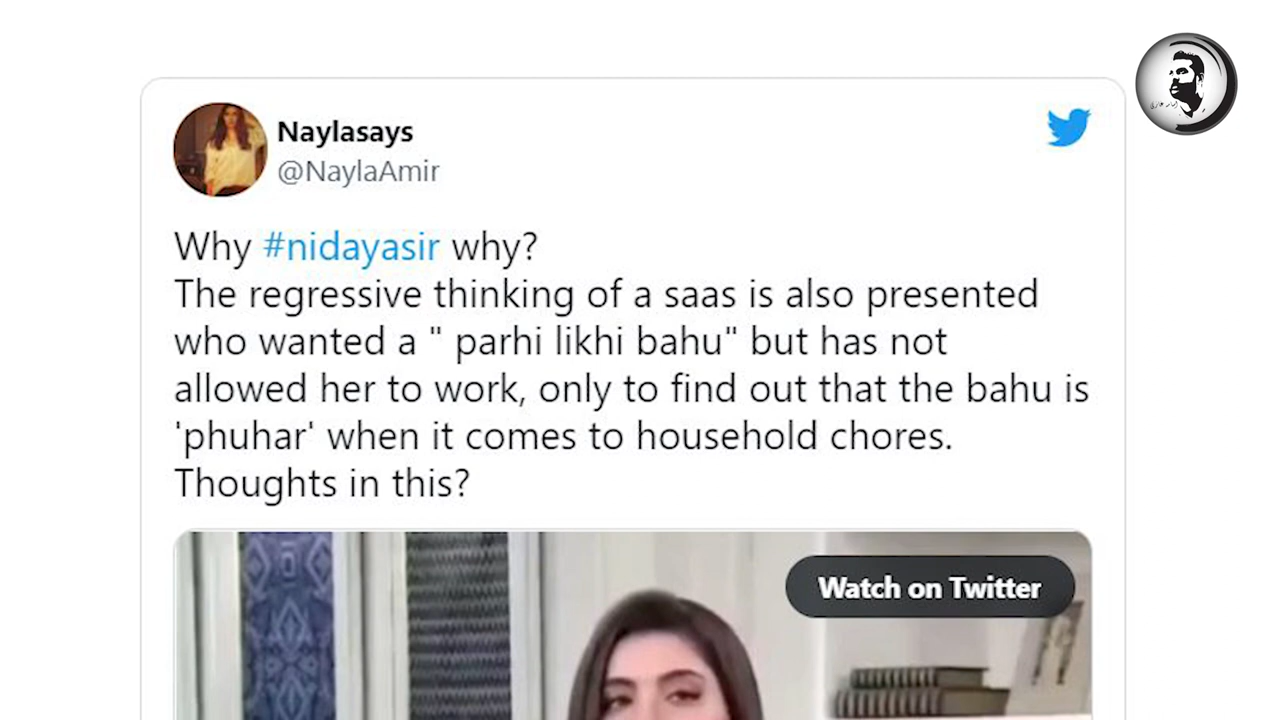 Naylasays
@NaylaAmir
Why #nidayasir why?
The regressive thinking of a saas is also presented
who wanted a " parhi likhi bahu" but has not
allowed her to work, only to find out that the bahu is
'phuhar' when it comes to household chores.
Thoughts in this?
Watch on Twitter